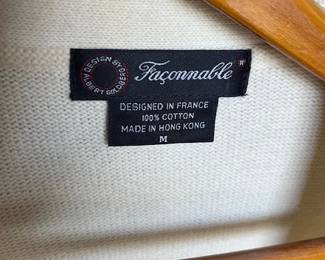 DESIGN BY
ALBERT GOLDBERG
Façonnable
DESIGNED IN FRANCE
100% COTTON
MADE IN HONG KONG
M